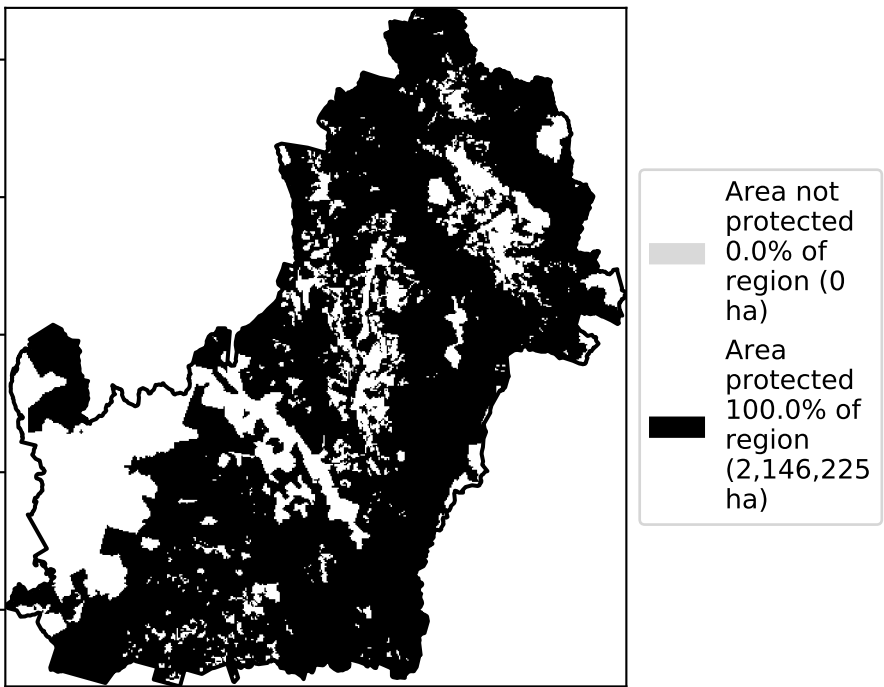 Area not
protected
0.0% of
region (0
ha)
Area
protected
100.0% of
region
(2,146,225
ha)